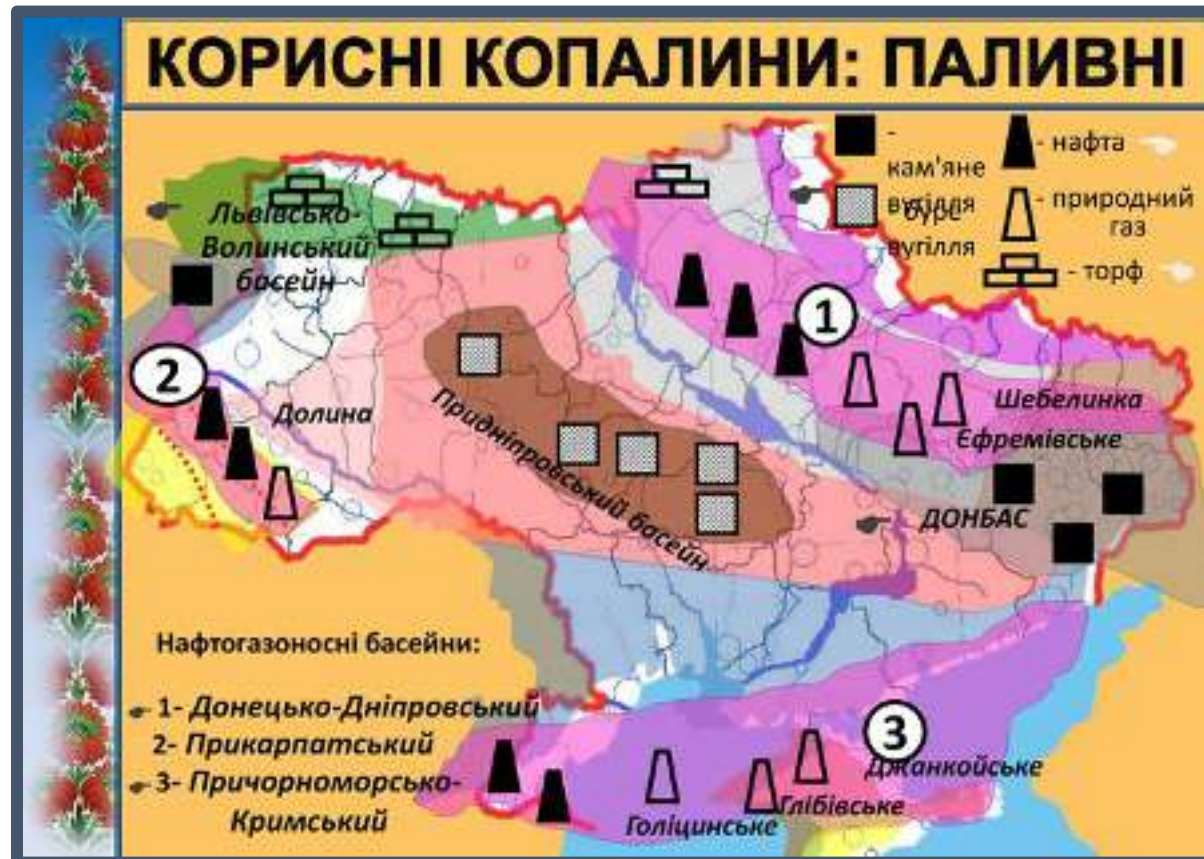 КОРИСНІ КОПАЛИНИ: ПАЛИВНІ
-
кам'яне
вугілля
буре
вугілля
- нафта
- природний
газ
- торф
Львівсько-
Волинський
басейн
1
2
Долина
Придніпровський басейн
Шебелинка
Єфремівське
ДОНБАС
Нафтогазоносні басейни:
1- Донецько-Дніпровський
2- Прикарпатський
3- Причорноморсько-
Кримський
3
Джанкойське
Глібівське
Голіцинське